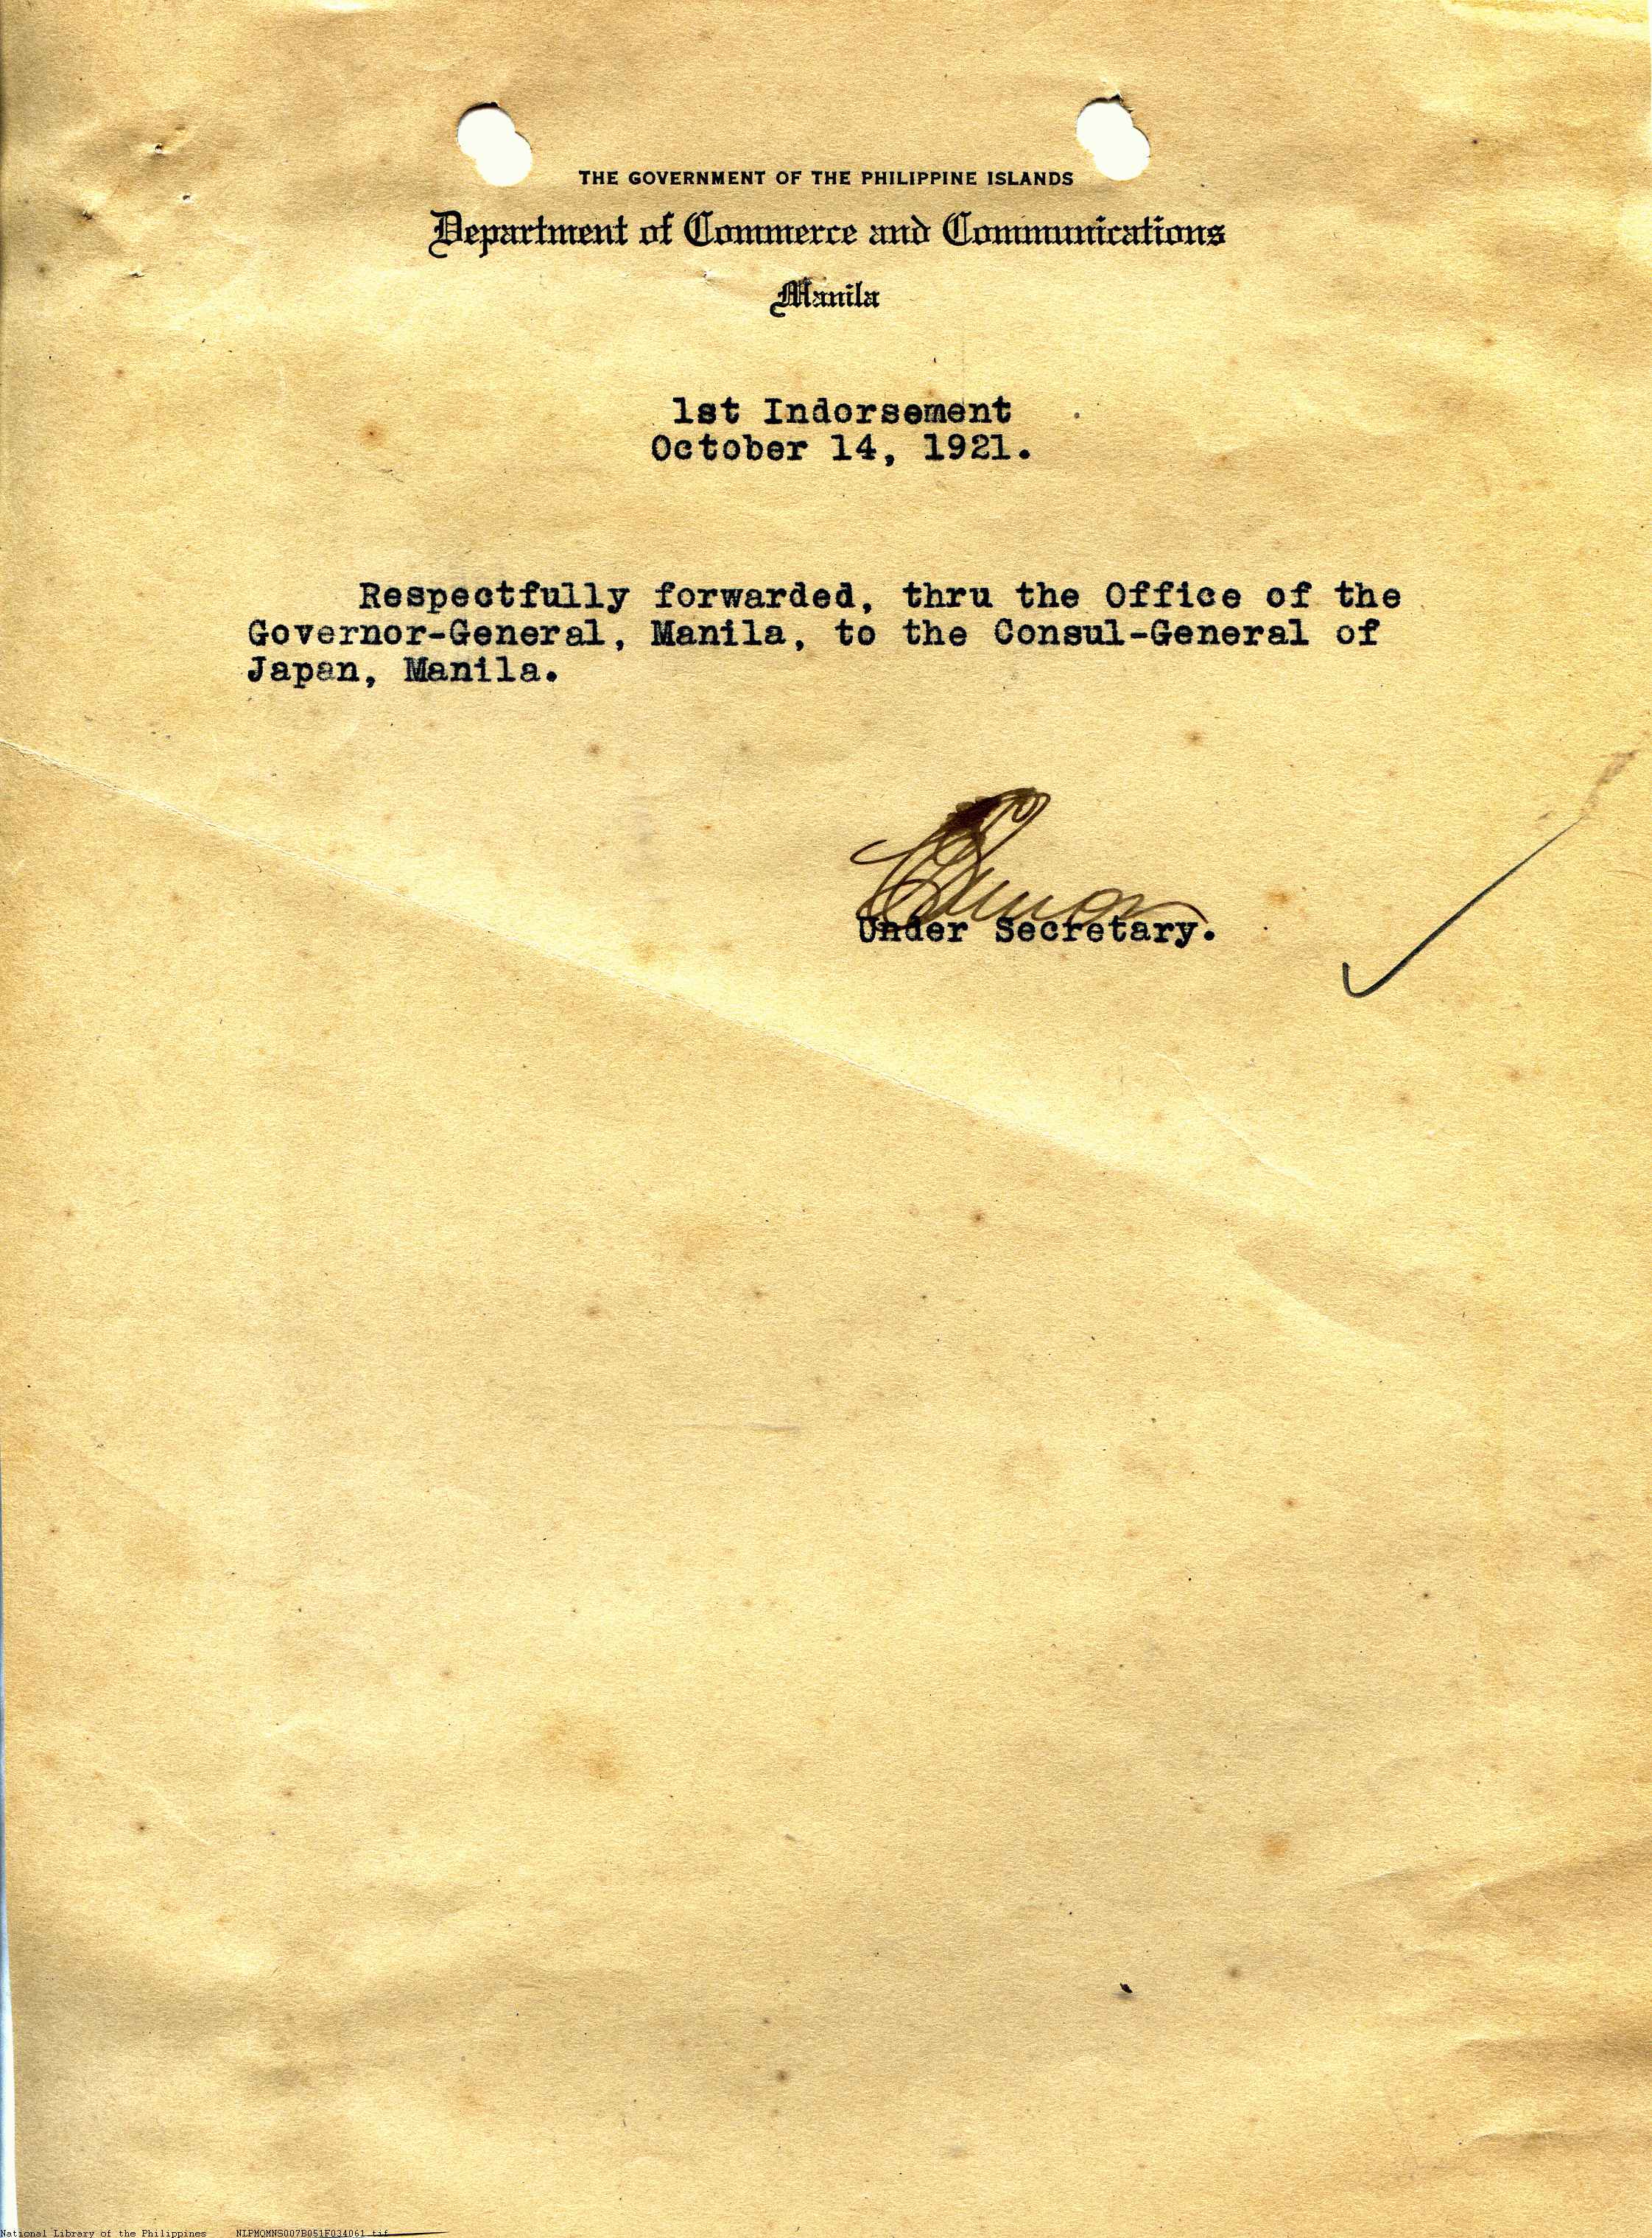 THE GOVERNMENT OF THE PHILIPPINE ISLANDS
Department of Commerce and Communications
Manila
1st Indorsement
October 14, 1921.
Respectfully forwarded, thru the Office of the
Governor-General, Manila, to the Consul-General of
Japan, Manila.
Under Secretary.
National Library of the Philippines NLPMQMNS007B051F034061.tif